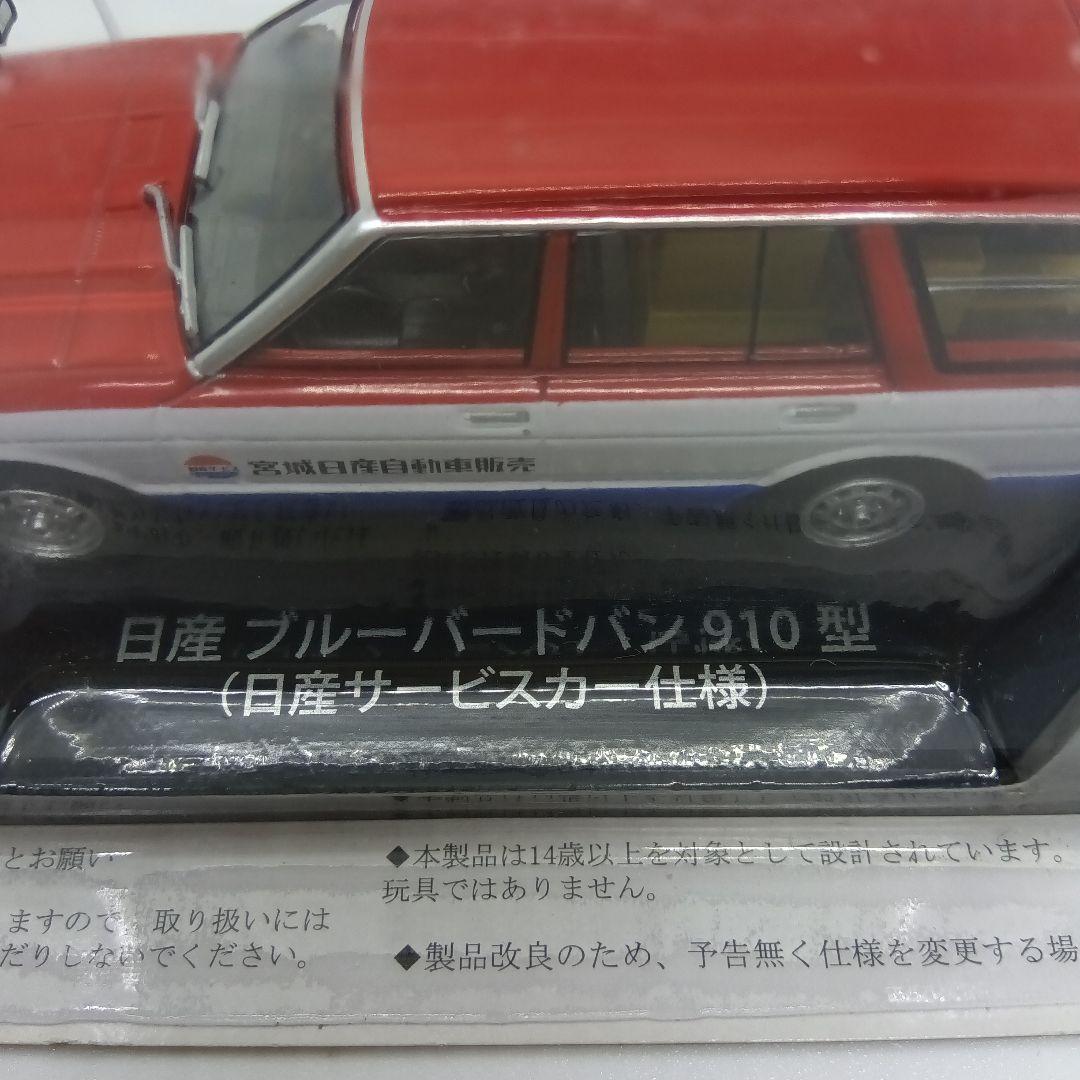 宮城日産自動車販売
日産 ブルーバードバン 910 型
(日産サービスカー仕様)
とお願い
ますので、取り扱いには
だりしないでください。
◆本製品は14歳以上を対象として設計されています。
玩具ではありません。
◆製品改良のため、予告無く仕様を変更する場